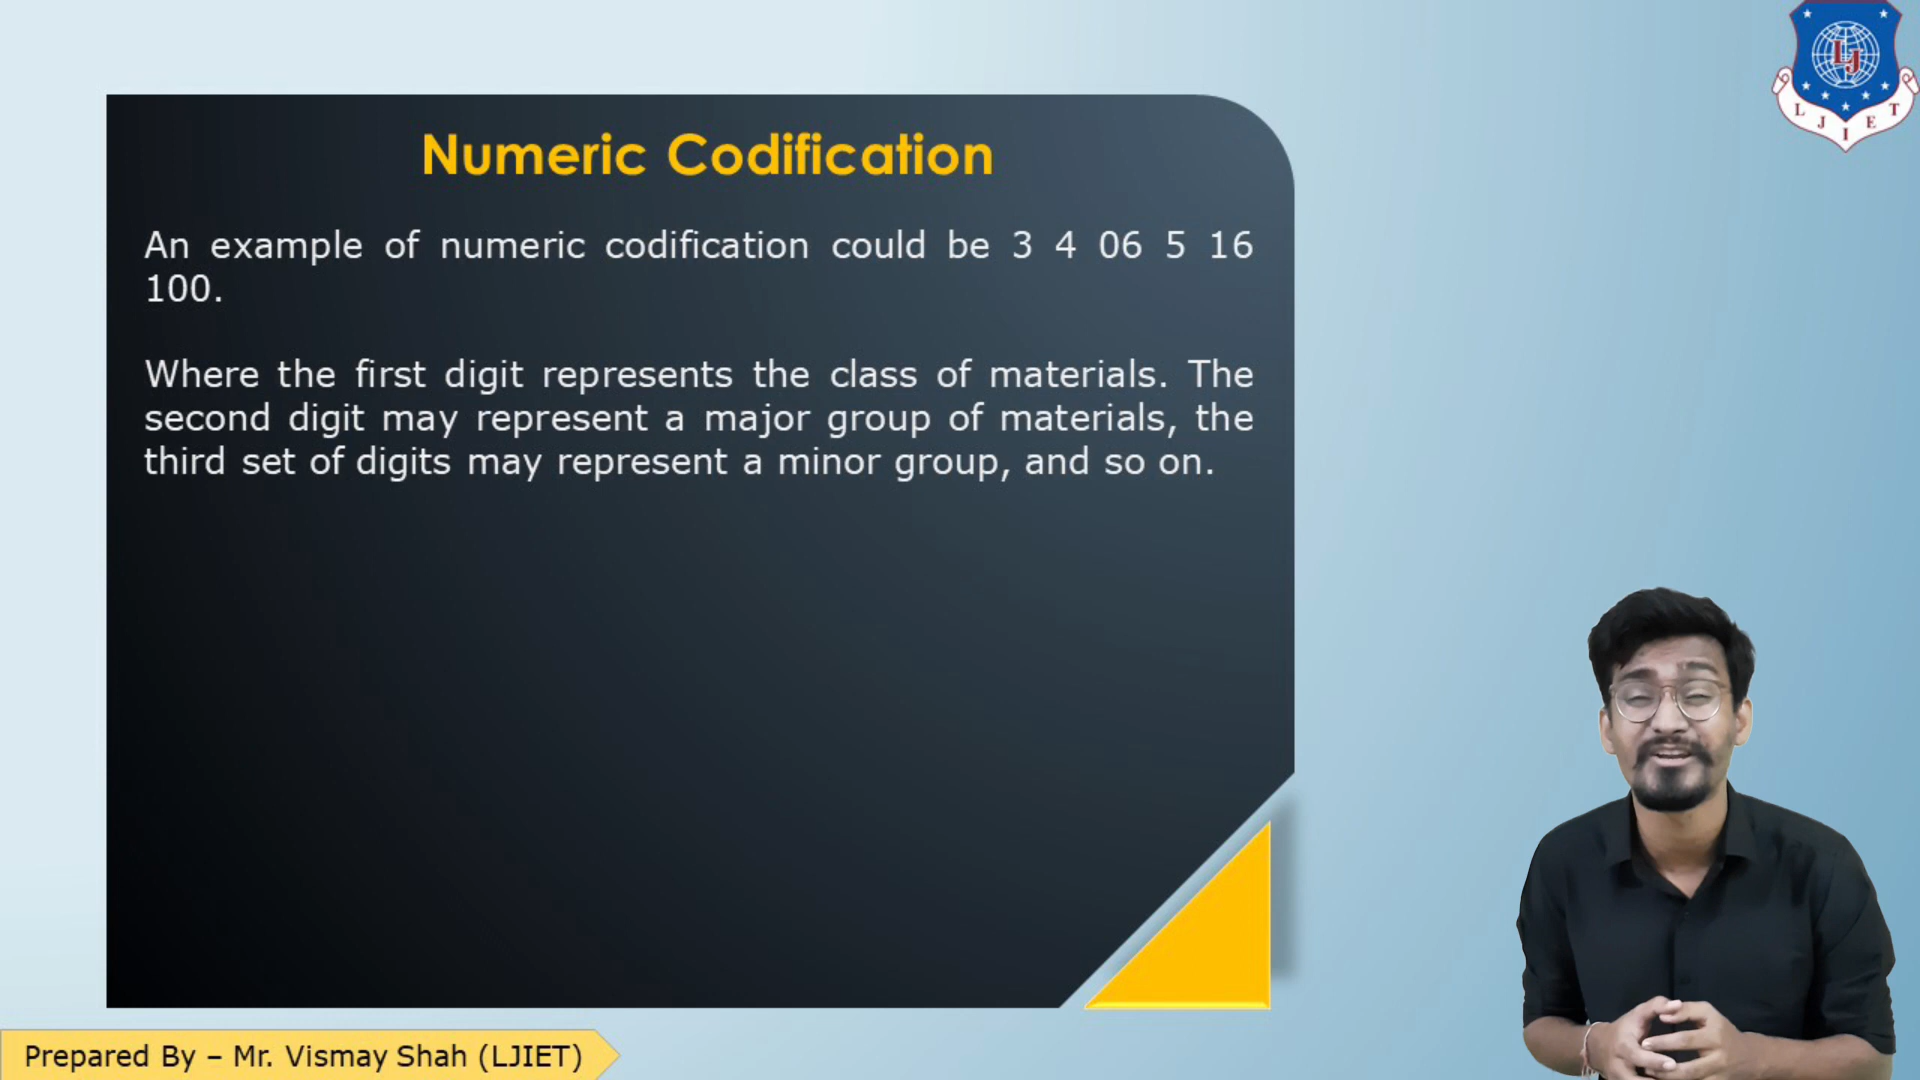 Numeric Codification
An example of numeric codification could be 3 4 06 5 16
100.
Where the first digit represents the class of materials. The
second digit may represent a major group of materials, the
third set of digits may represent a minor group, and so on.
LJ
L J I E T
Prepared By – Mr. Vismay Shah (LJIET)